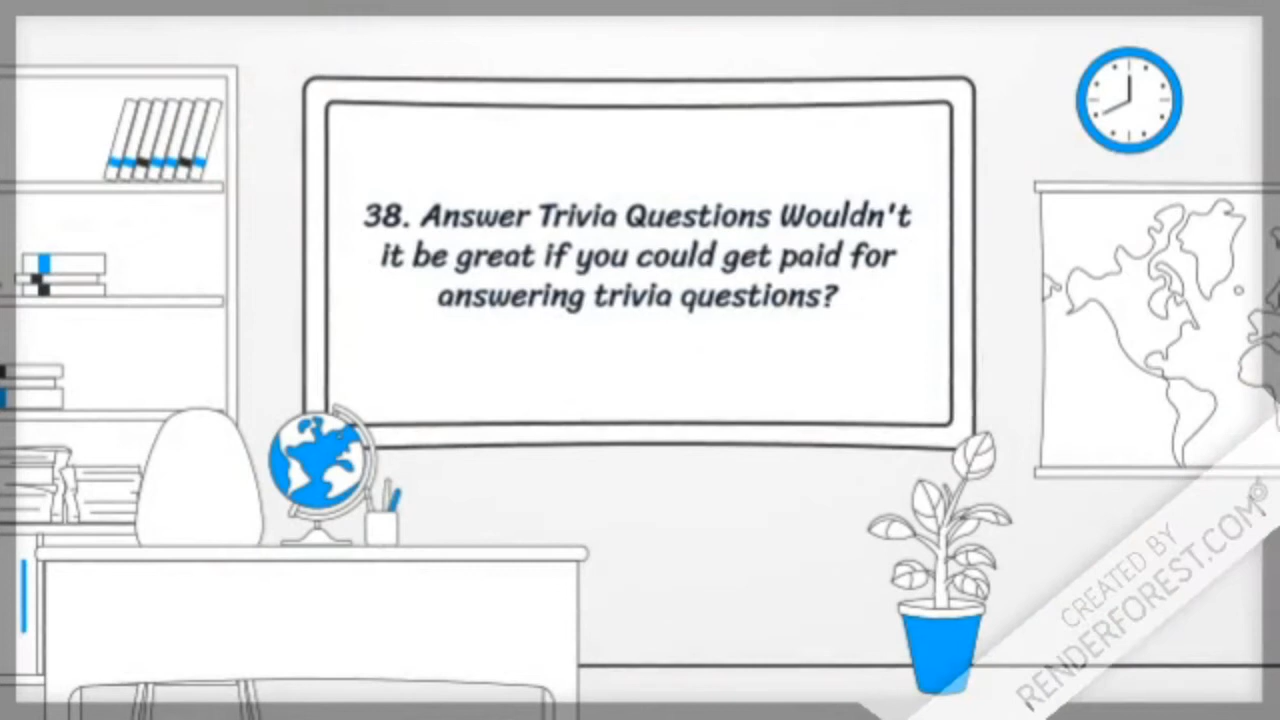 38. Answer Trivia Questions Wouldn't
it be great if you could get paid for
answering trivia questions?
CREATED BY
RENDERFOREST.COM